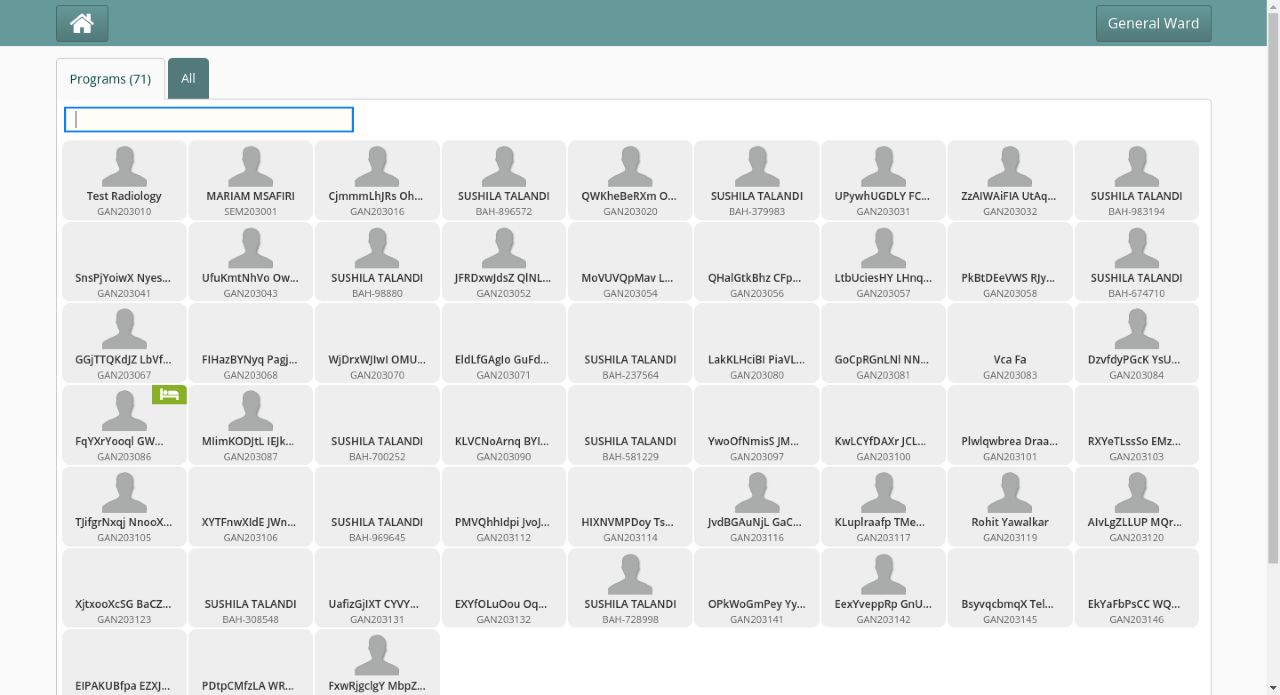 General Ward
Programs (71)
All
Test Radiology
GAN203010
MARIAM MSAFIRI
SEM203001
CjmmmLhJRs Oh...
GAN203016
SUSHILA TALANDI
BAH-896572
QWKheBeRXm O...
GAN203020
SUSHILA TALANDI
BAH-379983
UPywhUGDLY FC...
GAN203031
ZzAIWAiFIA UtAq...
GAN203032
SUSHILA TALANDI
BAH-983194
SnsPjYoiwX Nyes...
GAN203041
UfuKmtNhVo Ow...
GAN203043
SUSHILA TALANDI
BAH-98880
JFRDxwJdsZ QlNL...
GAN203052
MoVUVQpMav L...
GAN203054
QHalGtkBhz CFp...
GAN203056
LtbUciesHY LHnq...
GAN203057
PkBtDEeVWS RJy...
GAN203058
SUSHILA TALANDI
BAH-674710
GGjTTQKdJZ LbVf...
GAN203067
FIHazBYNyq Pagj...
GAN203068
WjDrxWJIwI OMU...
GAN203070
EldLfGAgIo GuFd...
GAN203071
SUSHILA TALANDI
BAH-237564
LakKLHciBI PiaVL...
GAN203080
GoCpRGnLNl NN...
GAN203081
Vca Fa
GAN203083
DzvfdyPGcK YsU...
GAN203084
FqYXrYooql GW...
GAN203086
MlimKODJtL IEJk...
GAN203087
SUSHILA TALANDI
BAH-700252
KLVCNoArnq BYI...
GAN203090
SUSHILA TALANDI
BAH-581229
YwoOfNmisS JM...
GAN203097
KwLCYfDAXr JCL...
GAN203100
Plwlqwbrea Draa...
GAN203101
RXYeTLssSo EMz...
GAN203103
TJifgrNxqj NnooX...
GAN203105
XYTFnwXIdE JWn...
GAN203106
SUSHILA TALANDI
BAH-969645
PMVQhhIdpi JvoJ...
GAN203112
HIXNVMPDoy Ts...
GAN203114
JvdBGAuNjL GaC...
GAN203116
KLuplraafp TMe...
GAN203117
Rohit Yawalkar
GAN203119
AIvLgZLLUP MQr...
GAN203120
XjtxooXcSG BaCZ...
GAN203123
SUSHILA TALANDI
BAH-308548
UafizGjIXT CYVY...
GAN203131
EXYfOLuOou Oq...
GAN203132
SUSHILA TALANDI
BAH-728998
OPkWoGmPey Yy...
GAN203141
EexYveppRp GnU...
GAN203142
BsyvqcbmqX Tel...
GAN203145
EkYaFbPsCC WQ...
GAN203146
EIPAKUBfpa EZXJ...
PDtpCMfzLA WR...
FxwRjgclgY MbpZ...